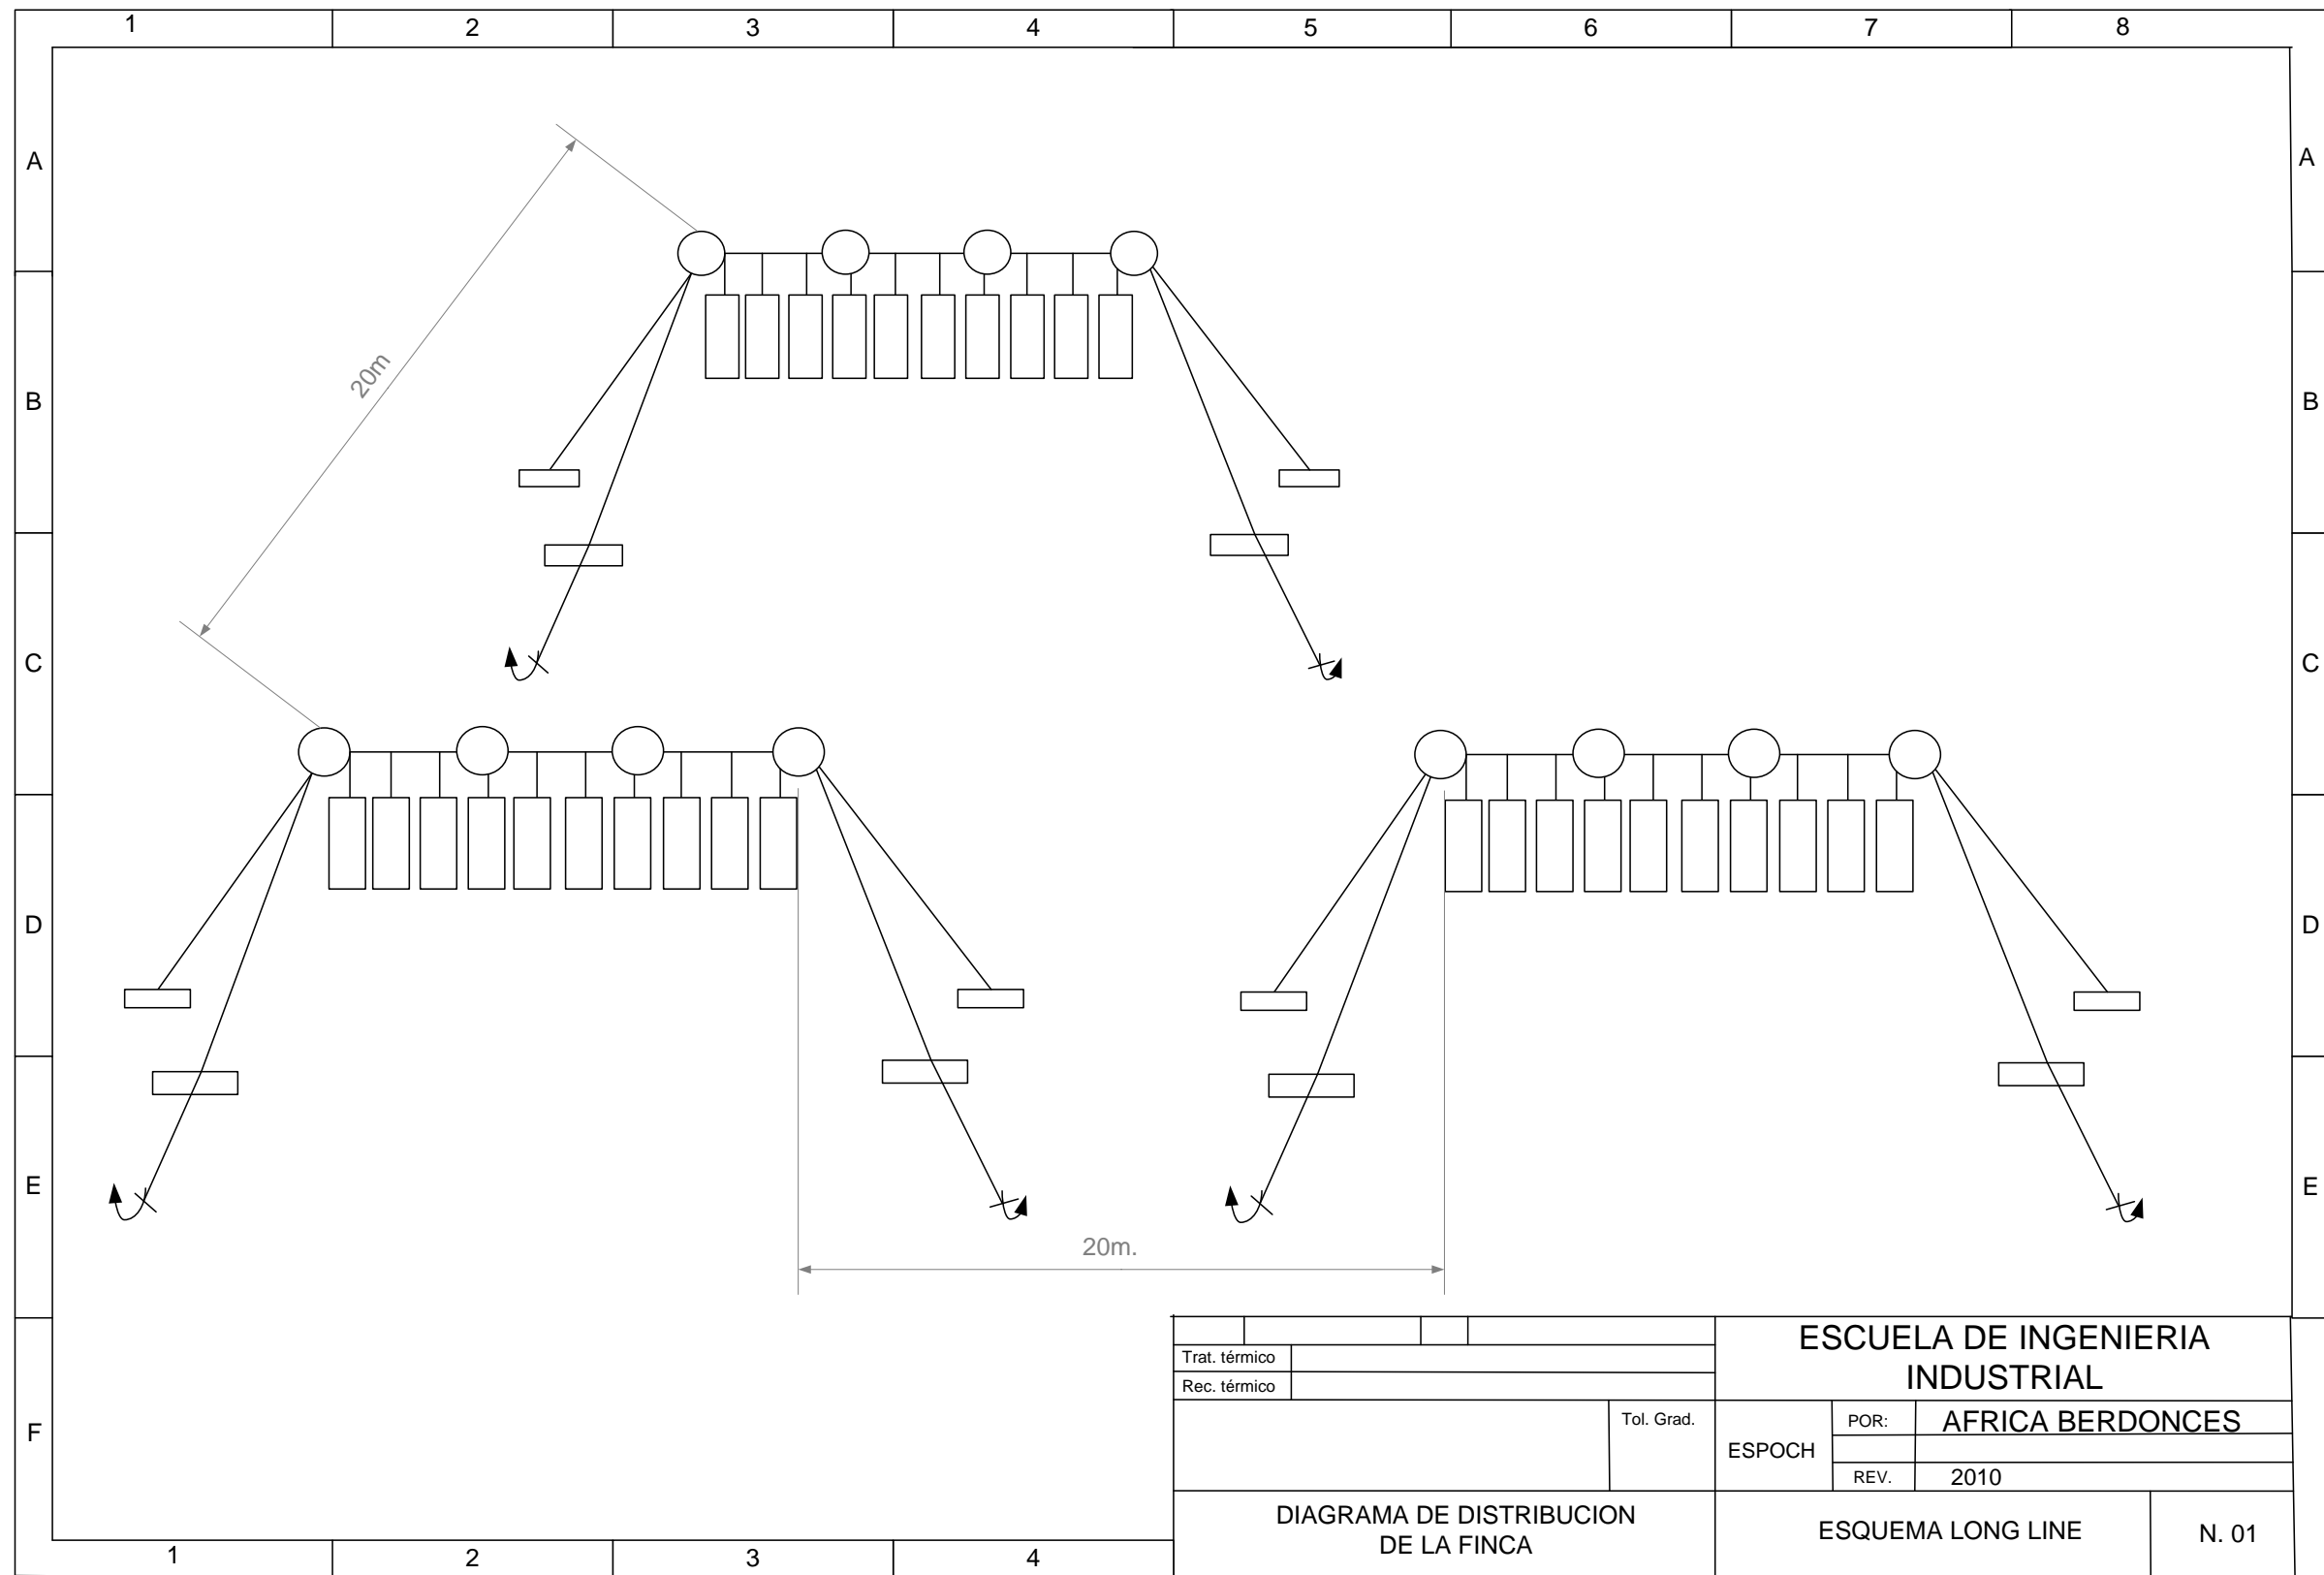 1 2 3 4 5 6 7 8
A A
20m
B B
C C
D D
E E
20m.
F
Trat. térmico
Rec. térmico
Tol. Grad.
ESCUELA DE INGENIERIA
INDUSTRIAL
ESPOCH
POR: AFRICA BERDONCES
REV. 2010
DIAGRAMA DE DISTRIBUCION
DE LA FINCA
ESQUEMA LONG LINE
N. 01
1 2 3 4